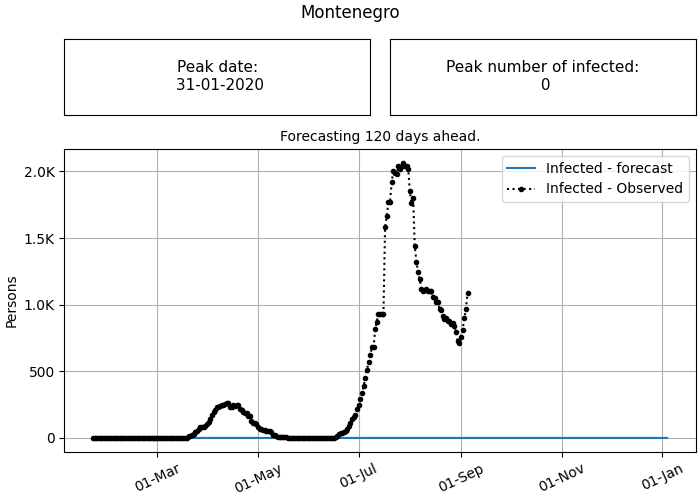 Montenegro
Peak date:
31-01-2020
Peak number of infected:
0
Forecasting 120 days ahead.
Infected - forecast
Infected - Observed
Persons
2.0K
1.5K
1.0K
500
0
01-Mar
01-May
01-Jul
01-Sep
01-Nov
01-Jan